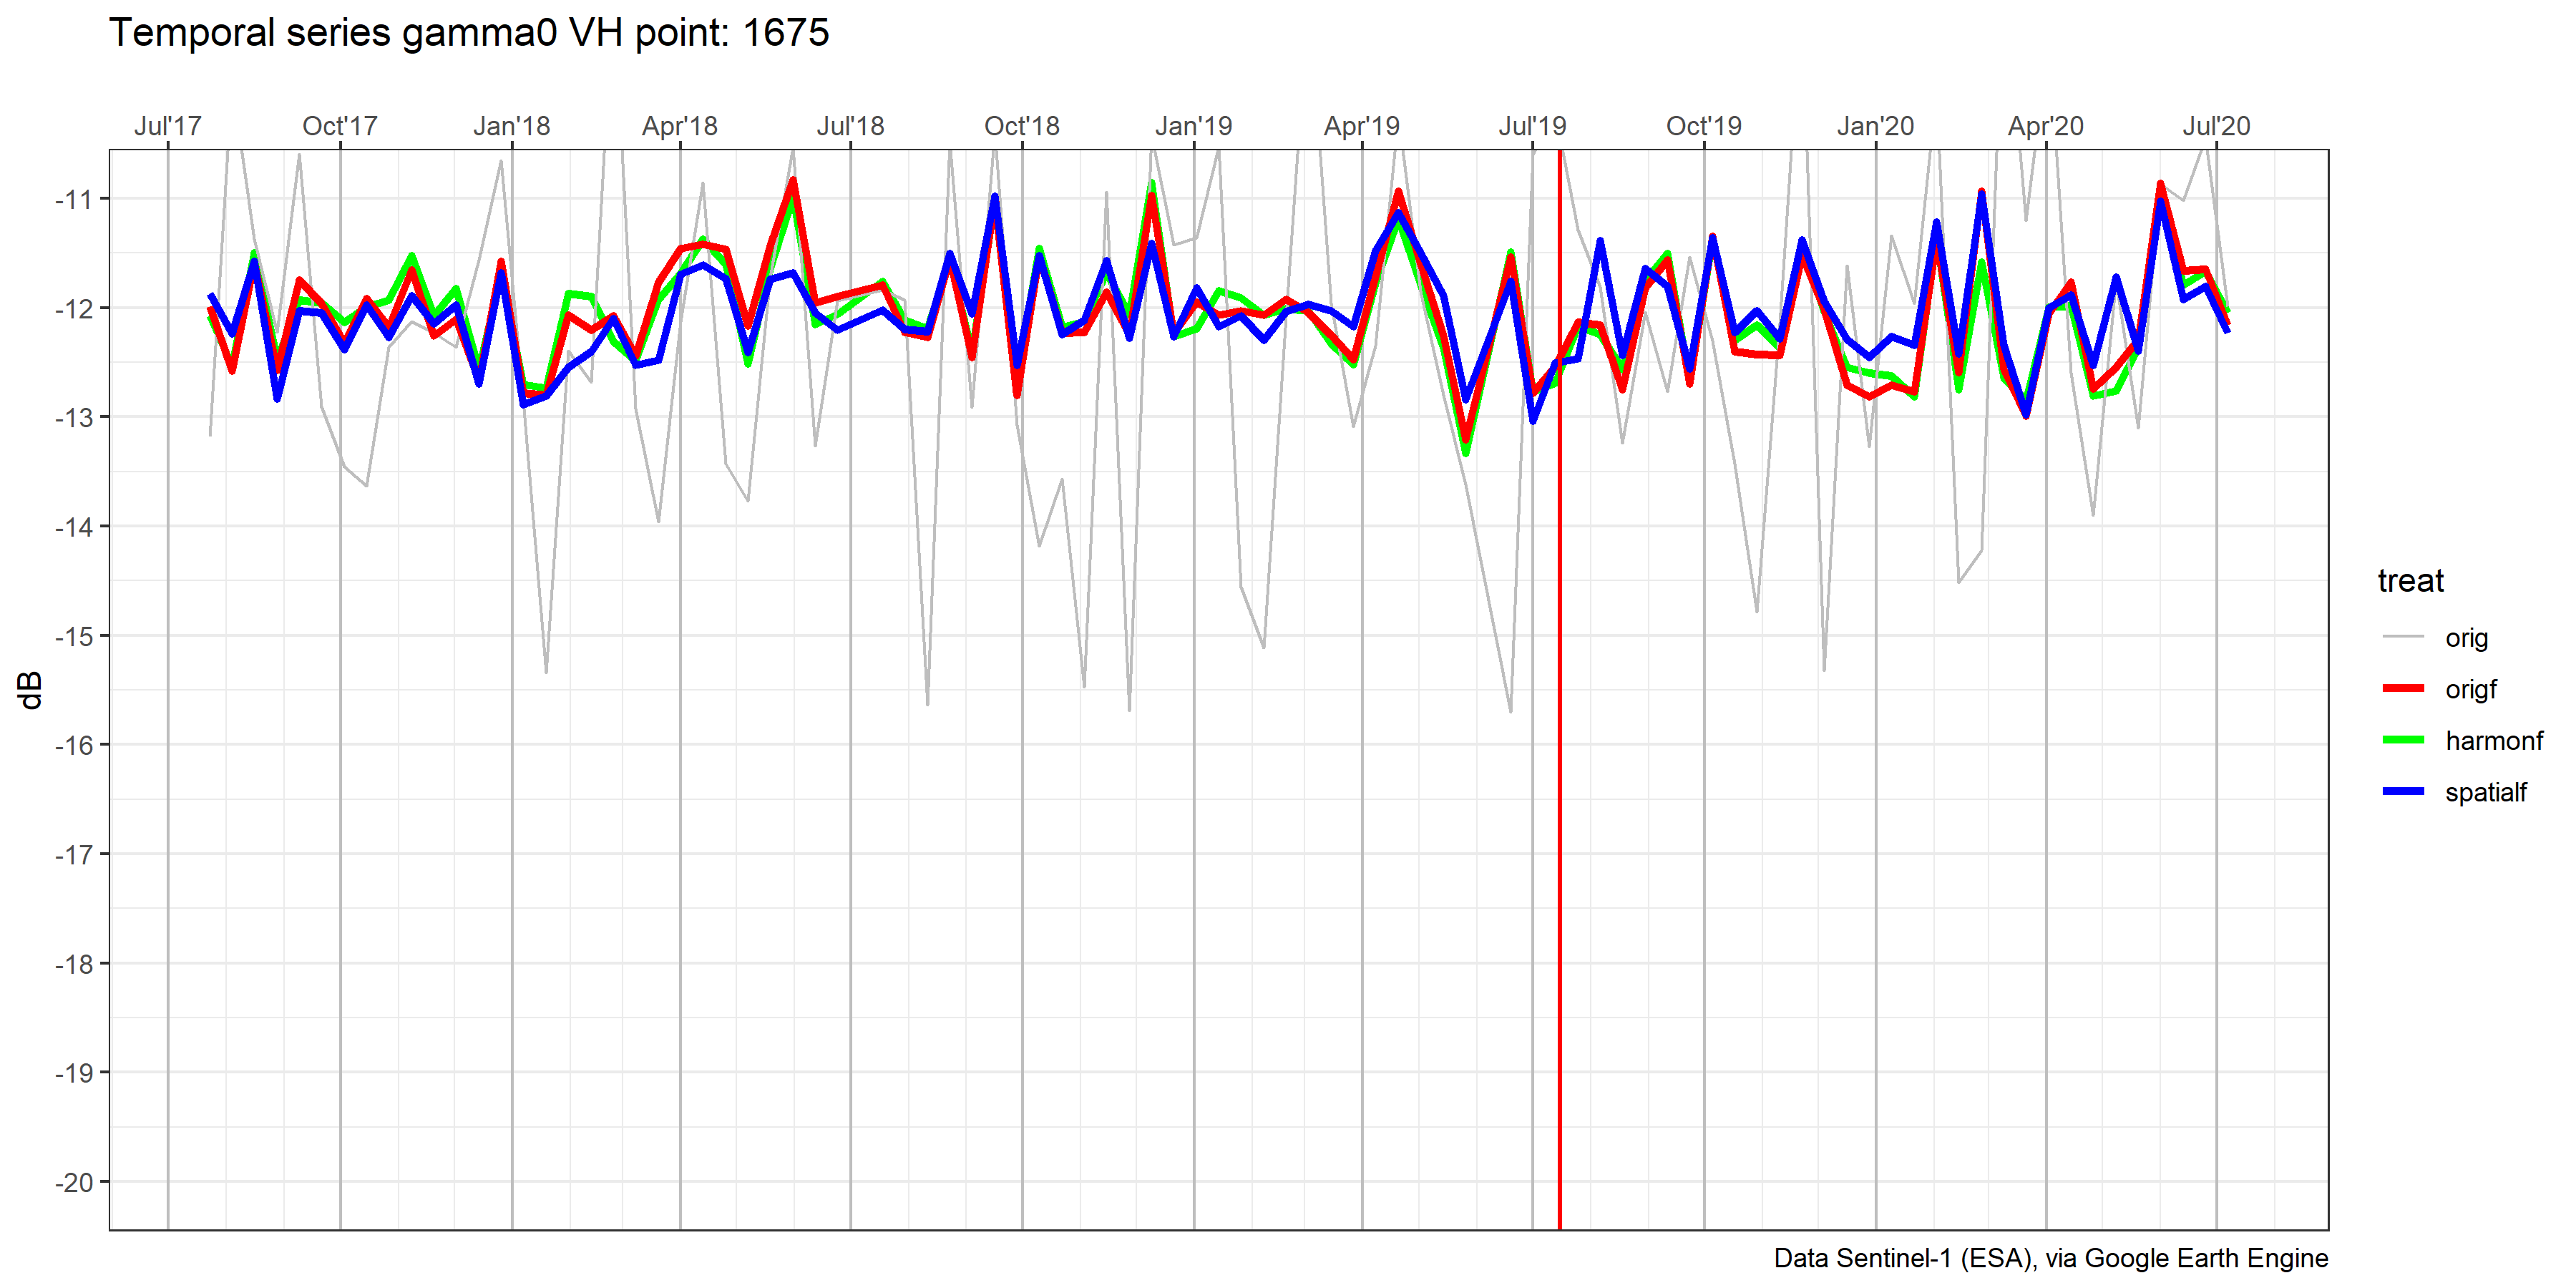 Temporal series gamma0 VH point: 1675
Jul'17 Oct'17 Jan'18 Apr'18 Jul'18 Oct'18 Jan'19 Apr'19 Jul'19 Oct'19 Jan'20 Apr'20 Jul'20
-11
-12
-13
-14
-15
-16
-17
-18
-19
-20
dB
treat
orig
origf
harmonf
spatialf
Data Sentinel-1 (ESA), via Google Earth Engine